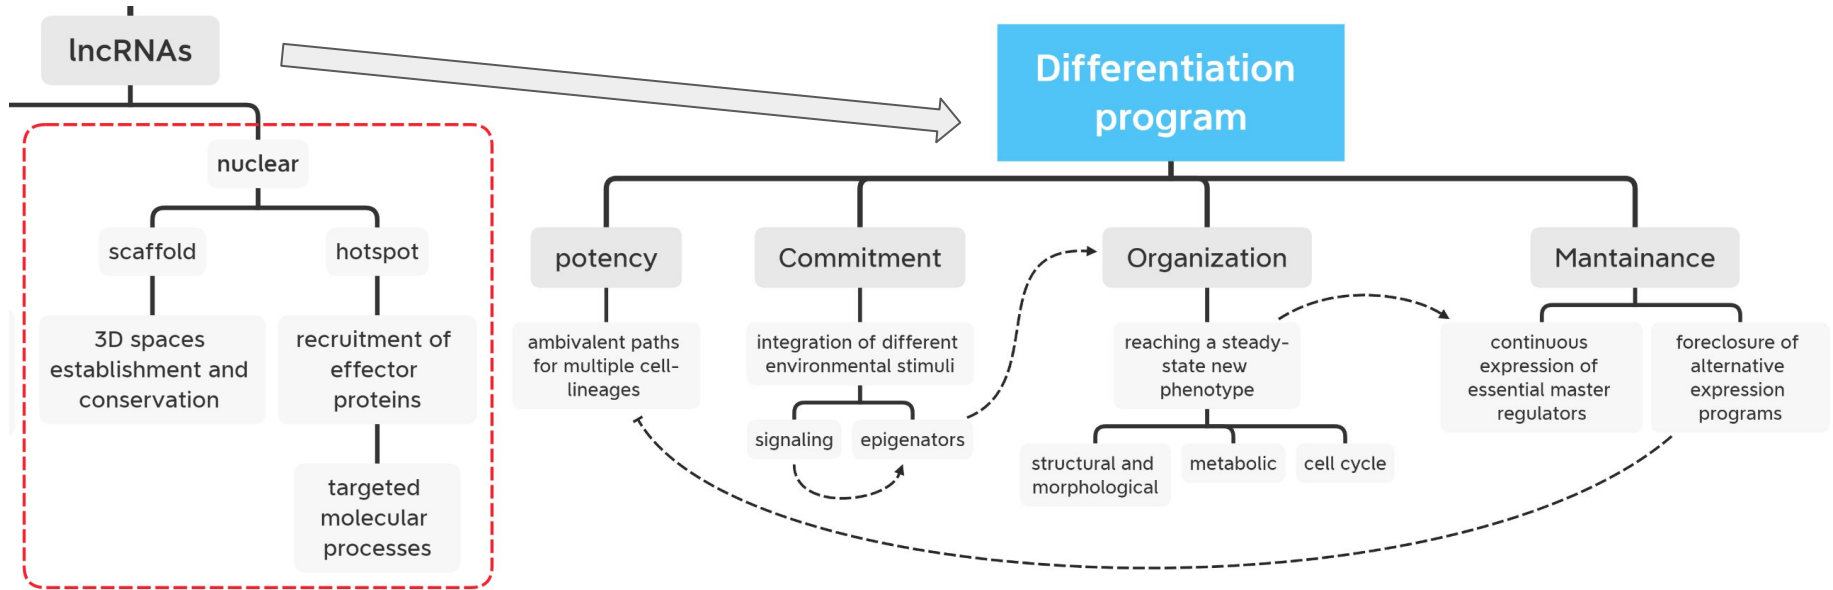 lncRNAs
nuclear
scaffold
hotspot
3D spaces
establishment and
conservation
recruitment of
effector
proteins
targeted
molecular
processes
Differentiation
program
potency
Commitment
Organization
Mantainance
ambivalent paths
for multiple cell-
lineages
integration of different
environmental stimuli
signaling
epigenators
reaching a steady-
state new
phenotype
structural and
morphological
metabolic
cell cycle
continuous
expression of
essential master
regulators
foreclosure of
alternative
expression
programs